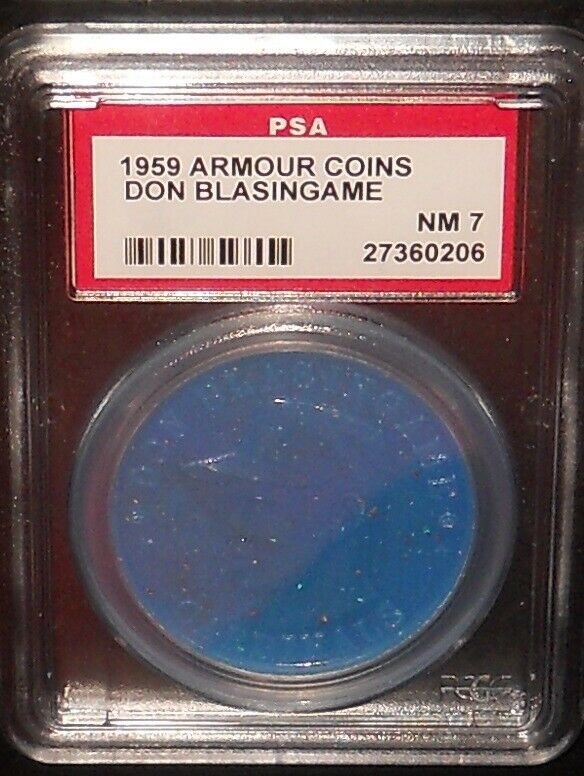 PSA
1959 ARMOUR COINS
DON BLASINGAME
NM 7
27360206